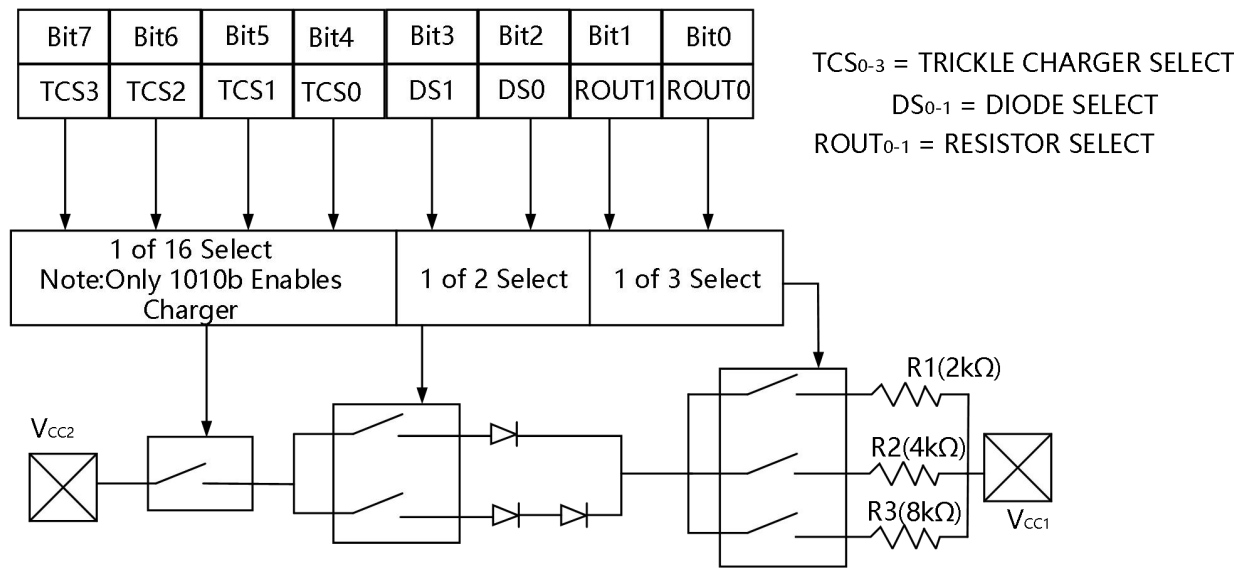 Bit7 Bit6 Bit5 Bit4 Bit3 Bit2 Bit1 Bit0
TCS3 TCS2 TCS1 TCS0 DS1 DS0 ROUT1 ROUT0
TCS0-3 = TRICKLE CHARGER SELECT
DS0-1 = DIODE SELECT
ROUT0-1 = RESISTOR SELECT
1 of 16 Select
Note:Only 1010b Enables
Charger
1 of 2 Select
1 of 3 Select
R1(2kΩ)
VCC2
R2(4kΩ)
R3(8kΩ)
VCC1